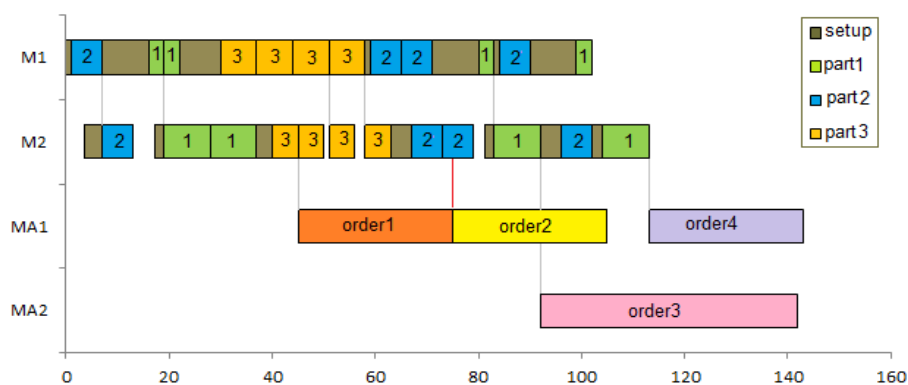 setup
part1
part2
part3
M1 2 1 1 3 3 3 3 2 2 1 2 1
M2 2 1 1 3 3 3 3 2 2 1 2 1
MA1 order1 order2 order4
MA2 order3
0 20 40 60 80 100 120 140 160